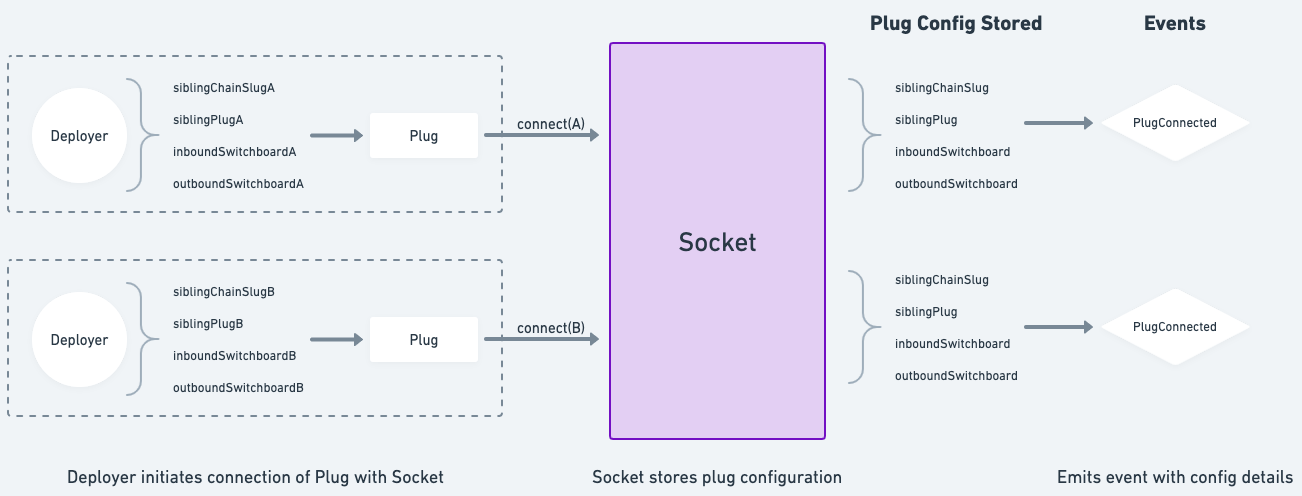 Plug Config Stored
Events
Deployer
siblingChainSlugA
siblingPlugA
inboundSwitchboardA
outboundSwitchboardA
Plug
connect(A)
siblingChainSlug
siblingPlug
inboundSwitchboard
outboundSwitchboard
PlugConnected
Socket
Deployer
siblingChainSlugB
siblingPlugB
inboundSwitchboardB
outboundSwitchboardB
Plug
connect(B)
siblingChainSlug
siblingPlug
inboundSwitchboard
outboundSwitchboard
PlugConnected
Deployer initiates connection of Plug with Socket
Socket stores plug configuration
Emits event with config details